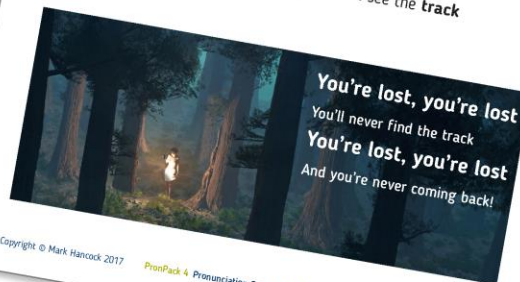 see the track
You're lost, you're lost
You'll never find the track
You're lost, you're lost
And you're never coming back!
Copyright © Mark Hancock 2017
PronPack 4 Pronunciation